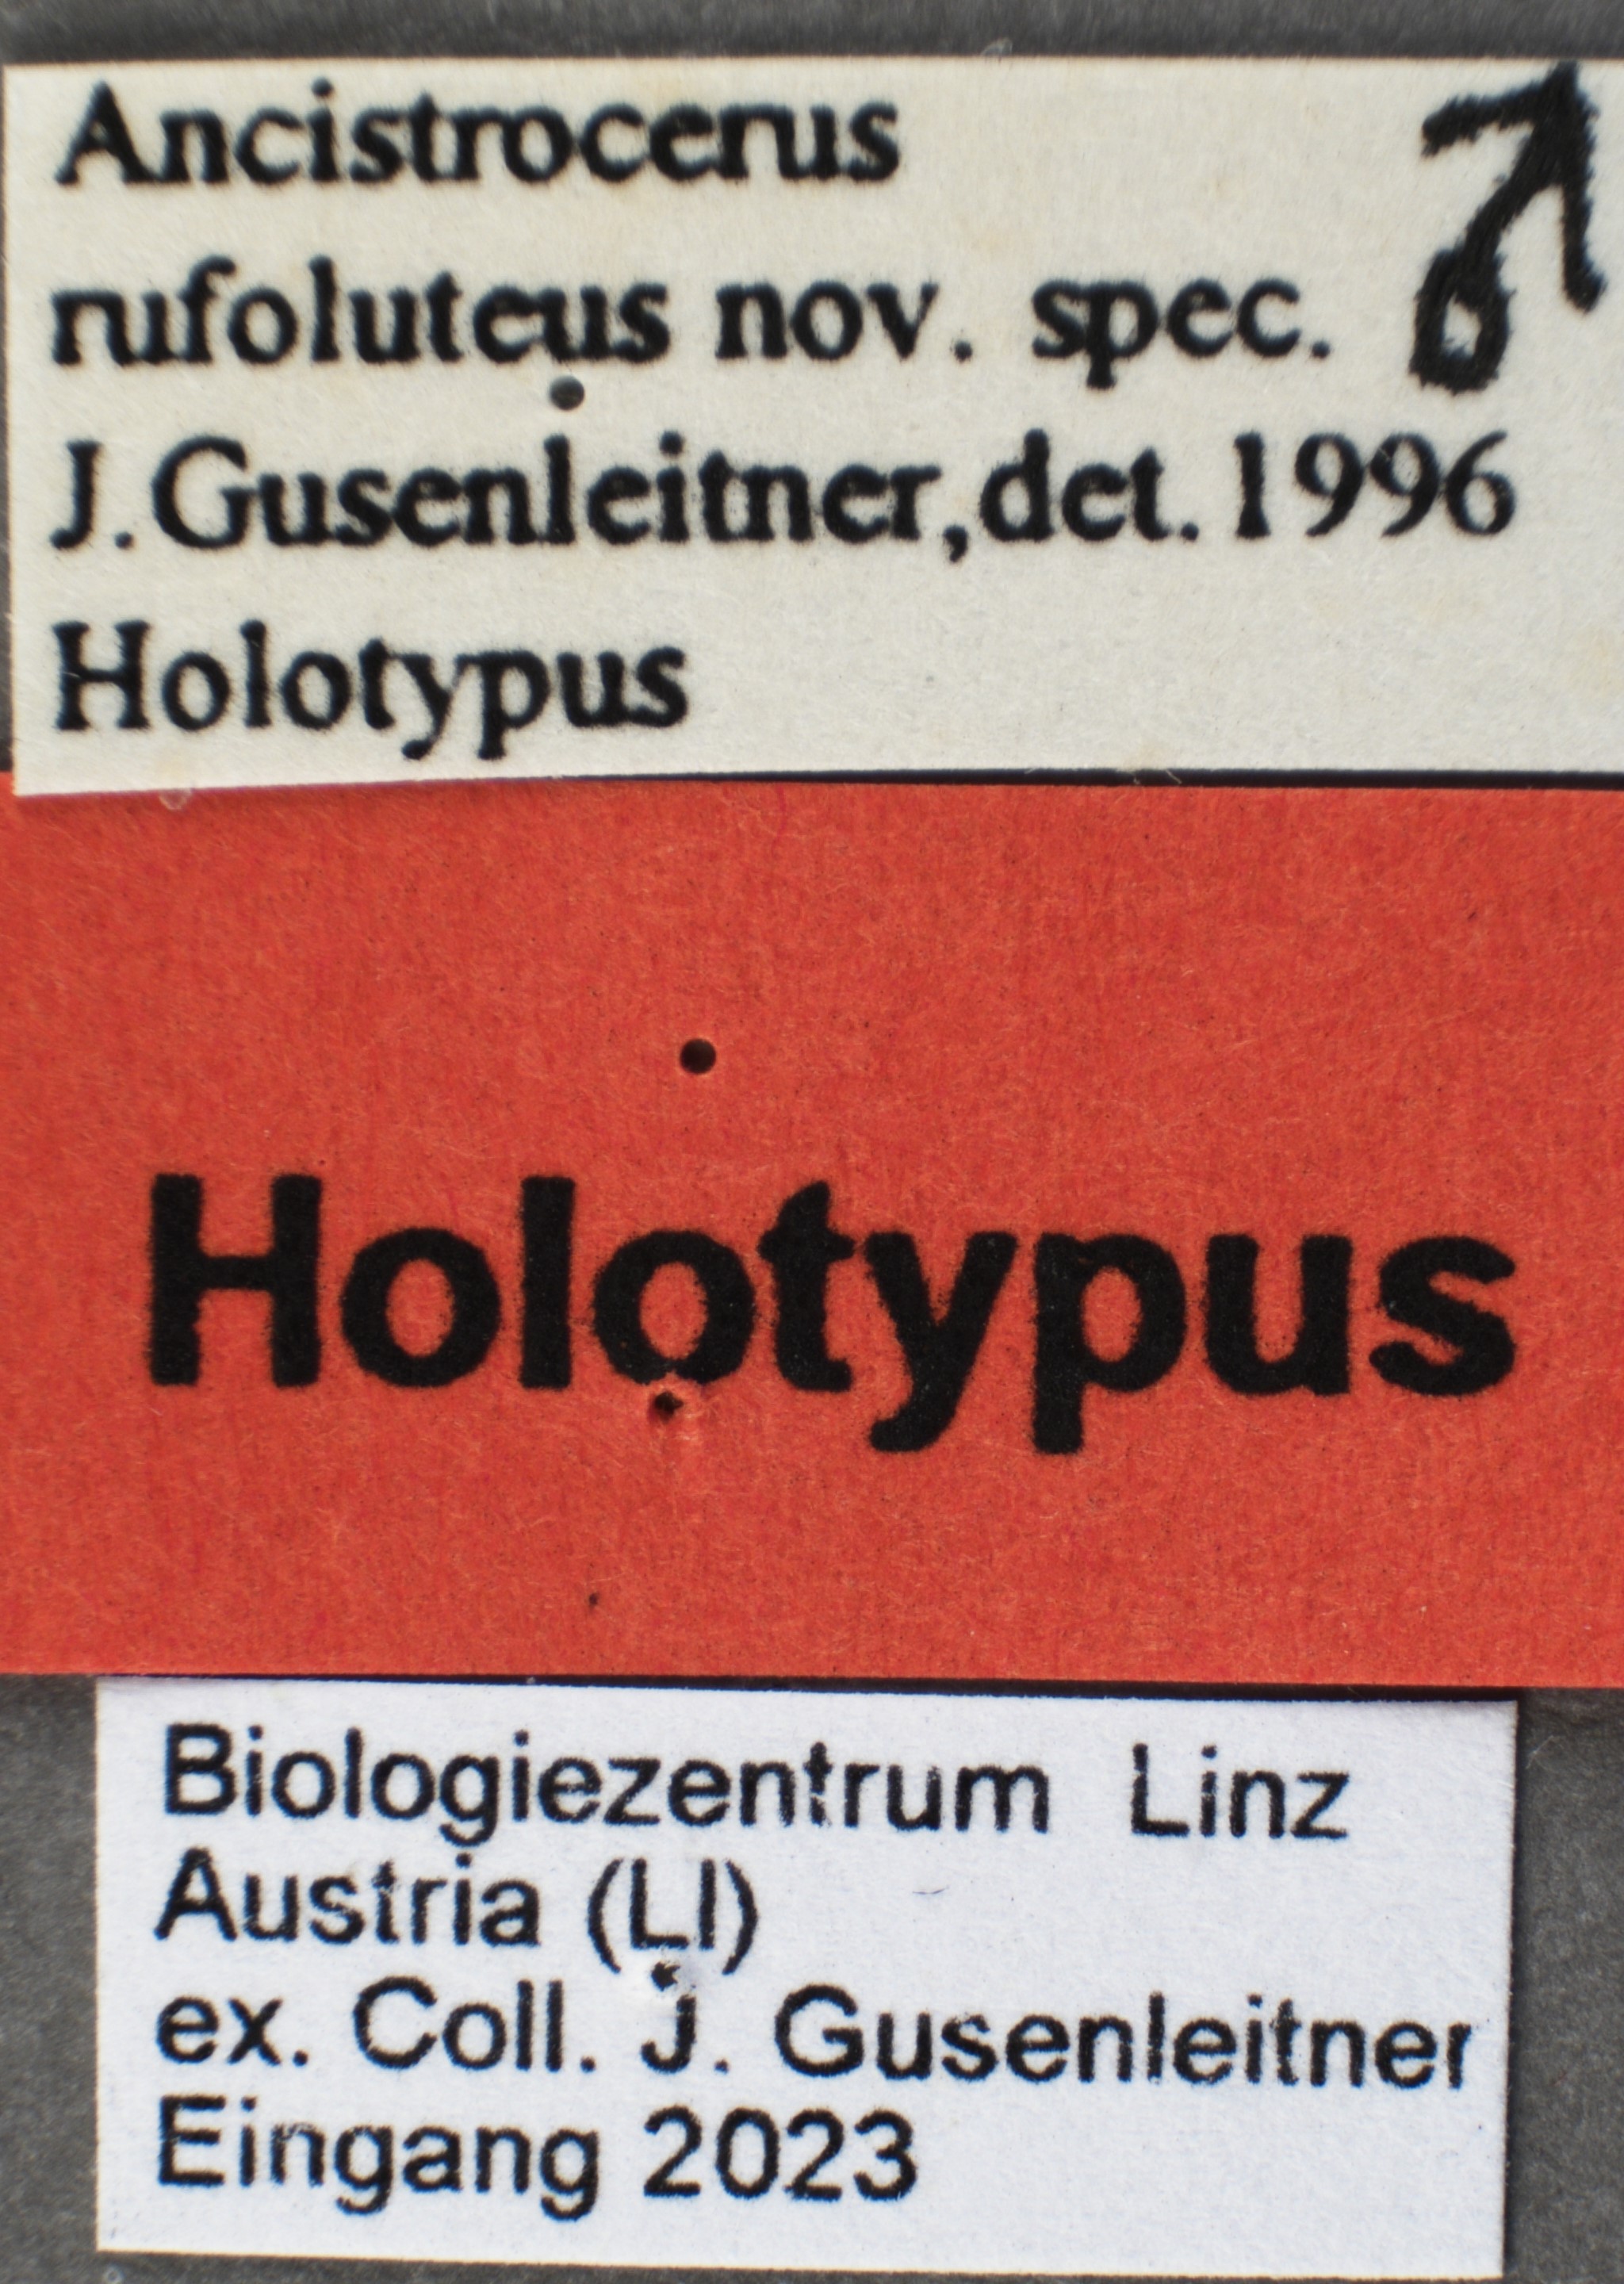 Ancistrocerus
rufoluteus nov. spec. ♂
J. Gusenleitner, det. 1996
Holotypus
Holotypus
Biologiezentrum Linz
Austria (LI)
ex. Coll. J. Gusenleitner
Eingang 2023